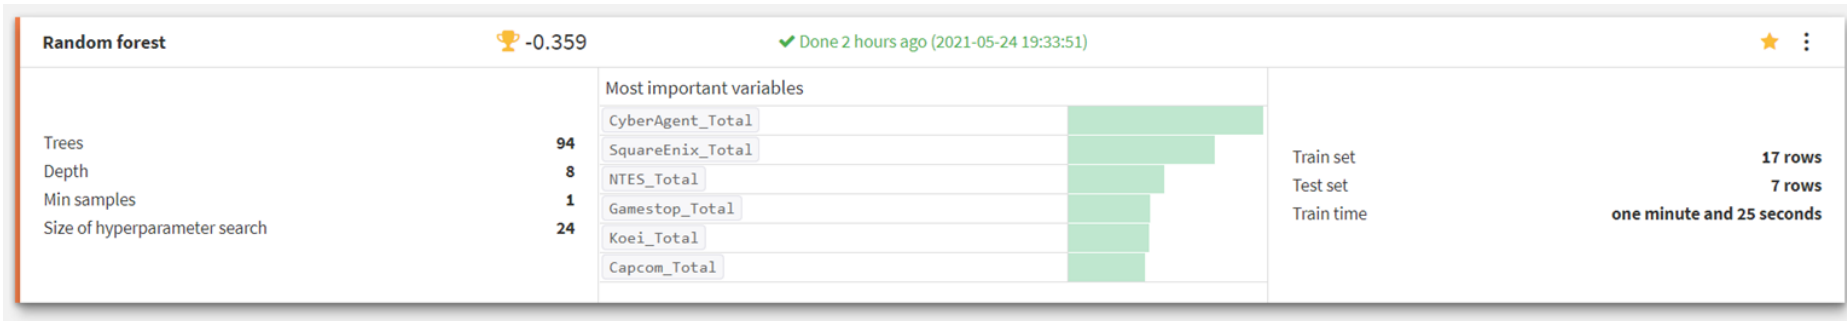 Random forest
-0.359
Done 2 hours ago (2021-05-24 19:33:51)
Trees 94
Depth 8
Min samples 1
Size of hyperparameter search 24
Most important variables
CyberAgent_Total
SquareEnix_Total
NTES_Total
Gamestop_Total
Koei_Total
Capcom_Total
Train set 17 rows
Test set 7 rows
Train time one minute and 25 seconds